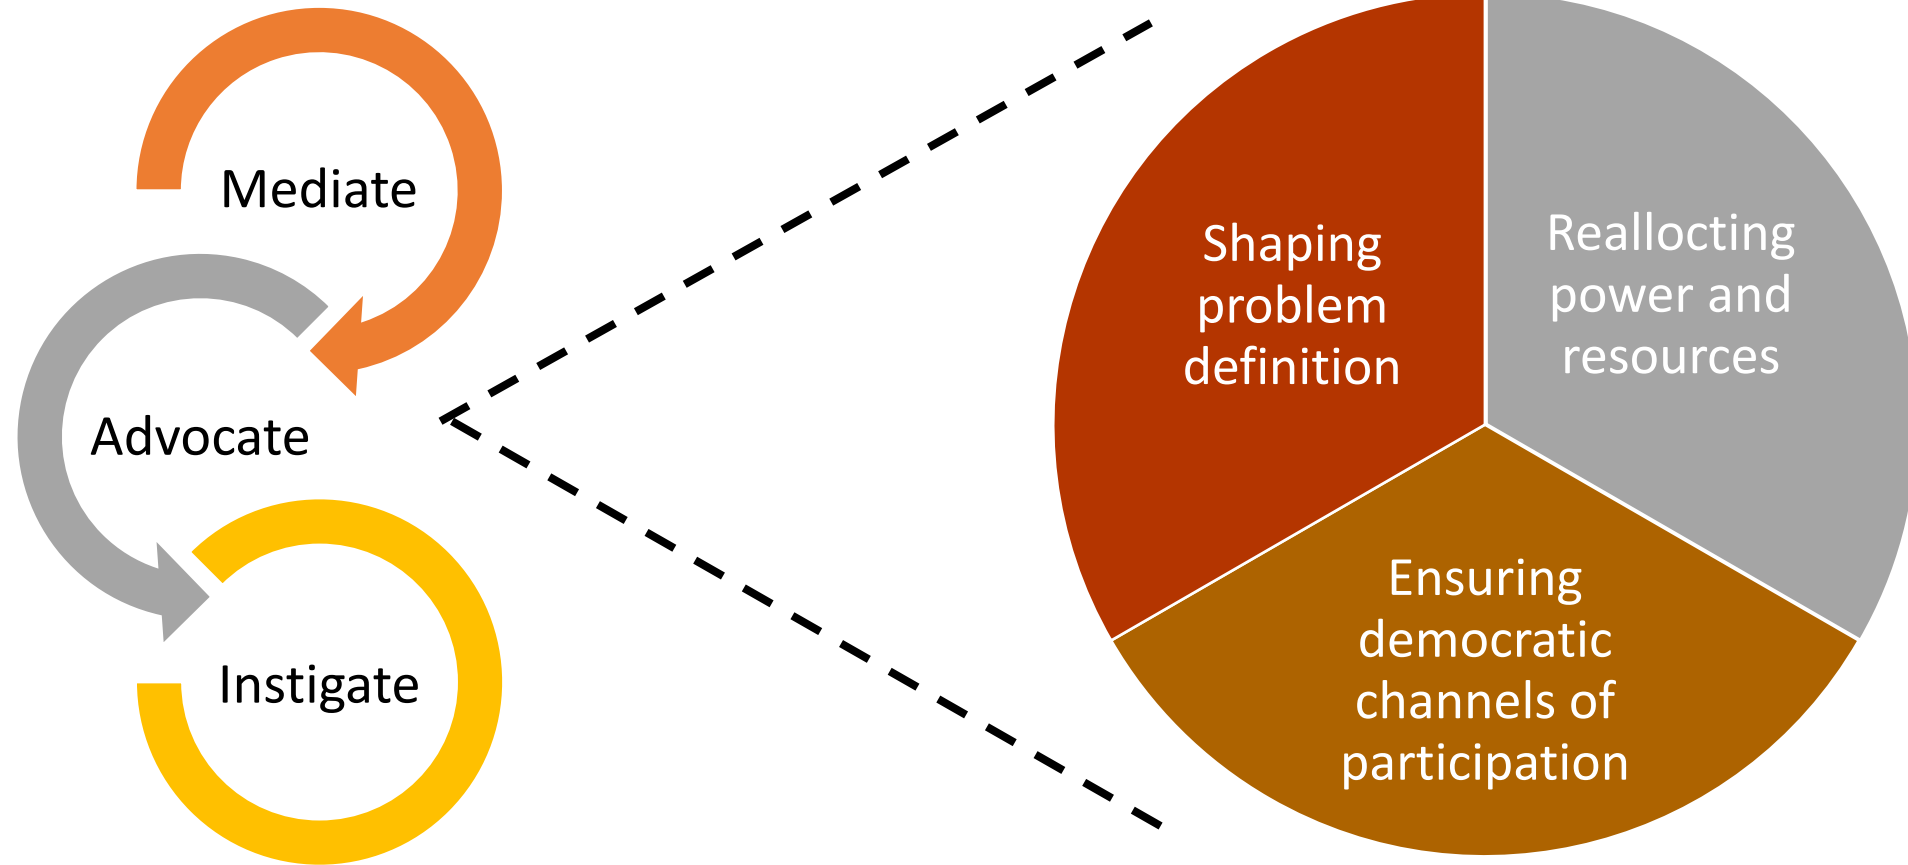 Mediate
Advocate
Instigate
Shaping
problem
definition
Reallocting
power and
resources
Ensuring
democratic
channels of
participation